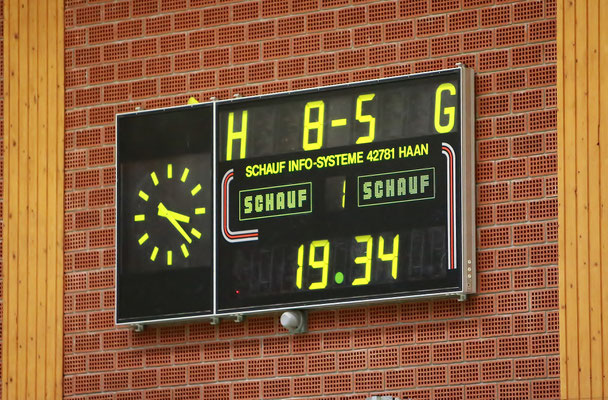 H 8-5 G
SCHAUF INFO-SYSTEME 42781 HAAN
SCHAUF 1 SCHAUF
19.34